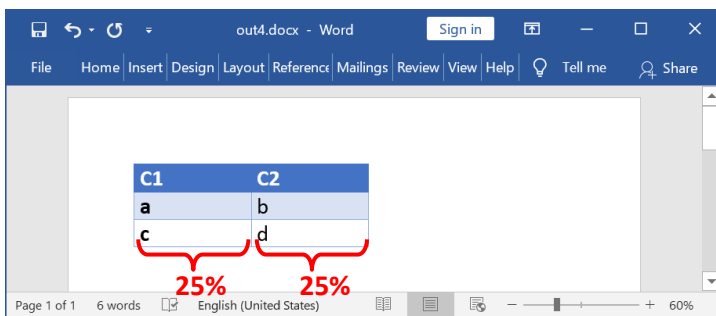 out4.docx - Word Sign in
File Home Insert Design Layout Reference Mailings Review View Help Tell me Share
C1 C2
a b
c d
25% 25%
Page 1 of 1 6 words English (United States) 60%